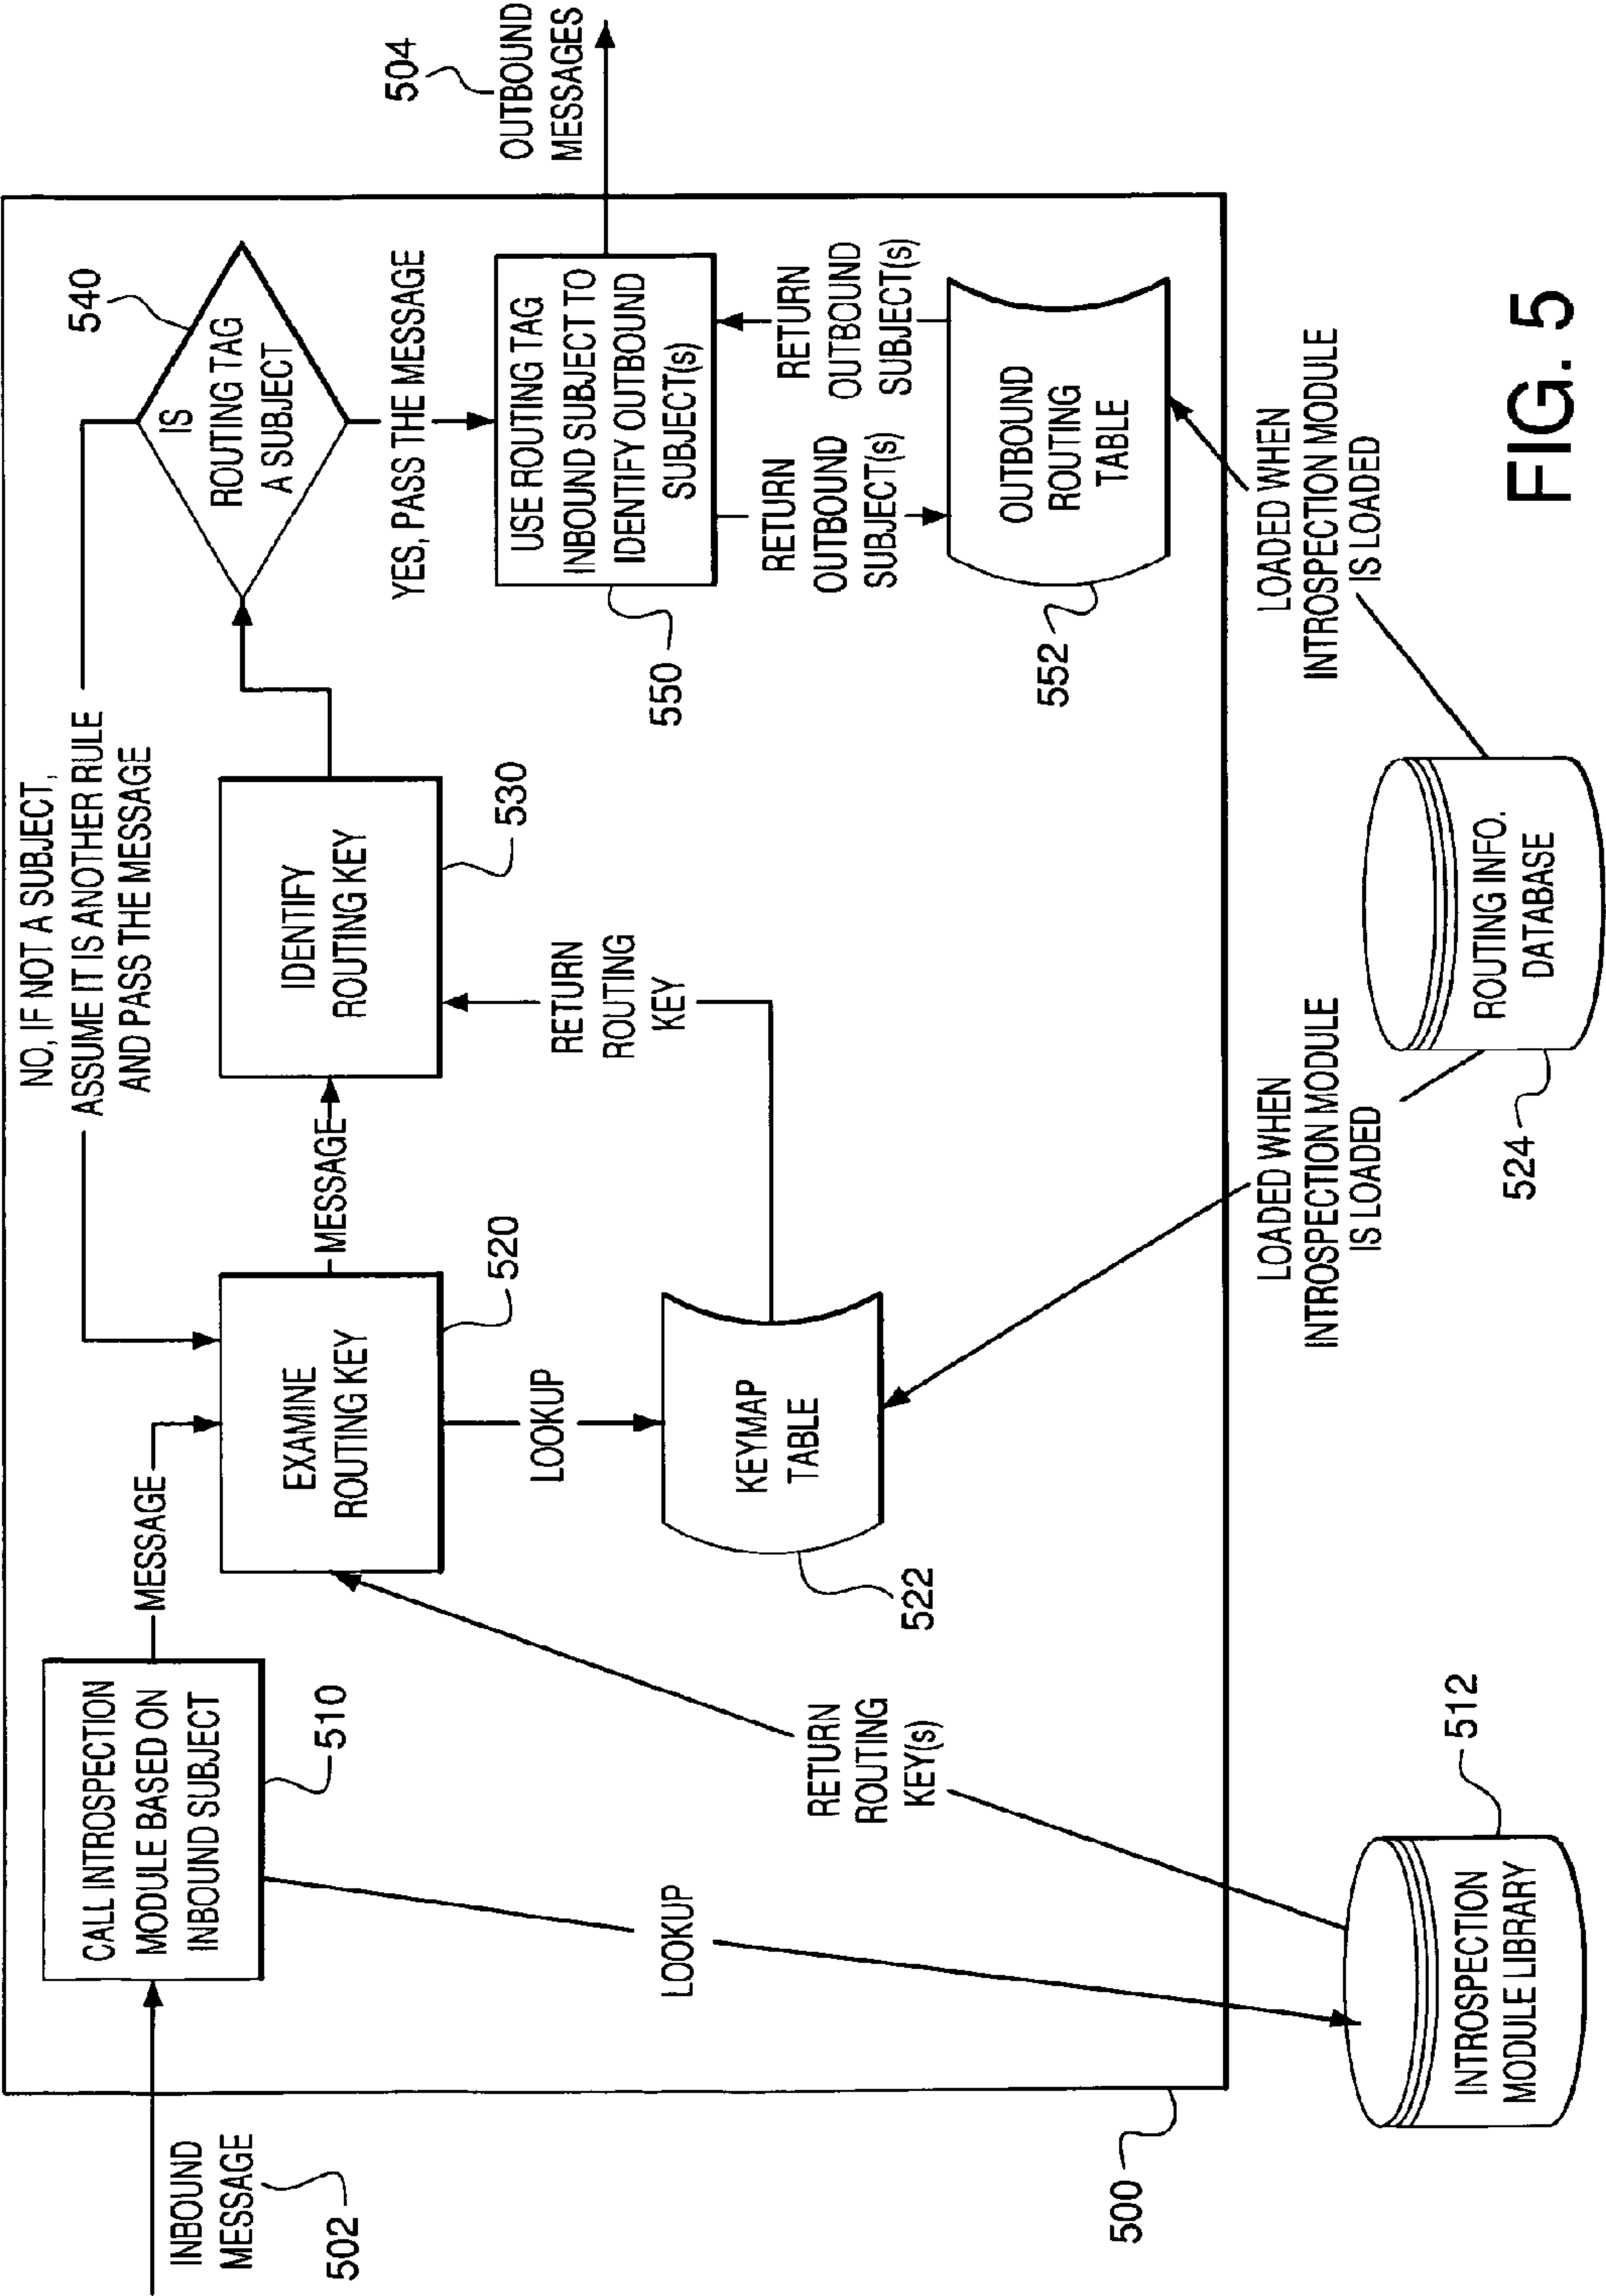 INBOUND
MESSAGE
502
CALL INTROSPECTION
MODULE BASED ON
INBOUND SUBJECT
510
MESSAGE
LOOKUP
INTROSPECTION
MODULE LIBRARY
512
RETURN
ROUTING
KEY(s)
500
NO, IF NOT A SUBJECT,
ASSUME IT IS ANOTHER RULE
AND PASS THE MESSAGE
EXAMINE
ROUTING KEY
520
LOOKUP
KEYMAP
TABLE
522
MESSAGE
IDENTIFY
ROUTING KEY
530
RETURN
ROUTING
KEY
IS
ROUTING TAG
A SUBJECT
540
YES, PASS THE MESSAGE
USE ROUTING TAG
INBOUND SUBJECT TO
IDENTIFY OUTBOUND
SUBJECT(s)
550
RETURN
OUTBOUND
SUBJECT(s)
RETURN
OUTBOUND
SUBJECT(s)
OUTBOUND
ROUTING
TABLE
552
504
OUTBOUND
MESSAGES
LOADED WHEN
INTROSPECTION MODULE
IS LOADED
LOADED WHEN
INTROSPECTION MODULE
IS LOADED
ROUTING INFO.
DATABASE
524
FIG. 5